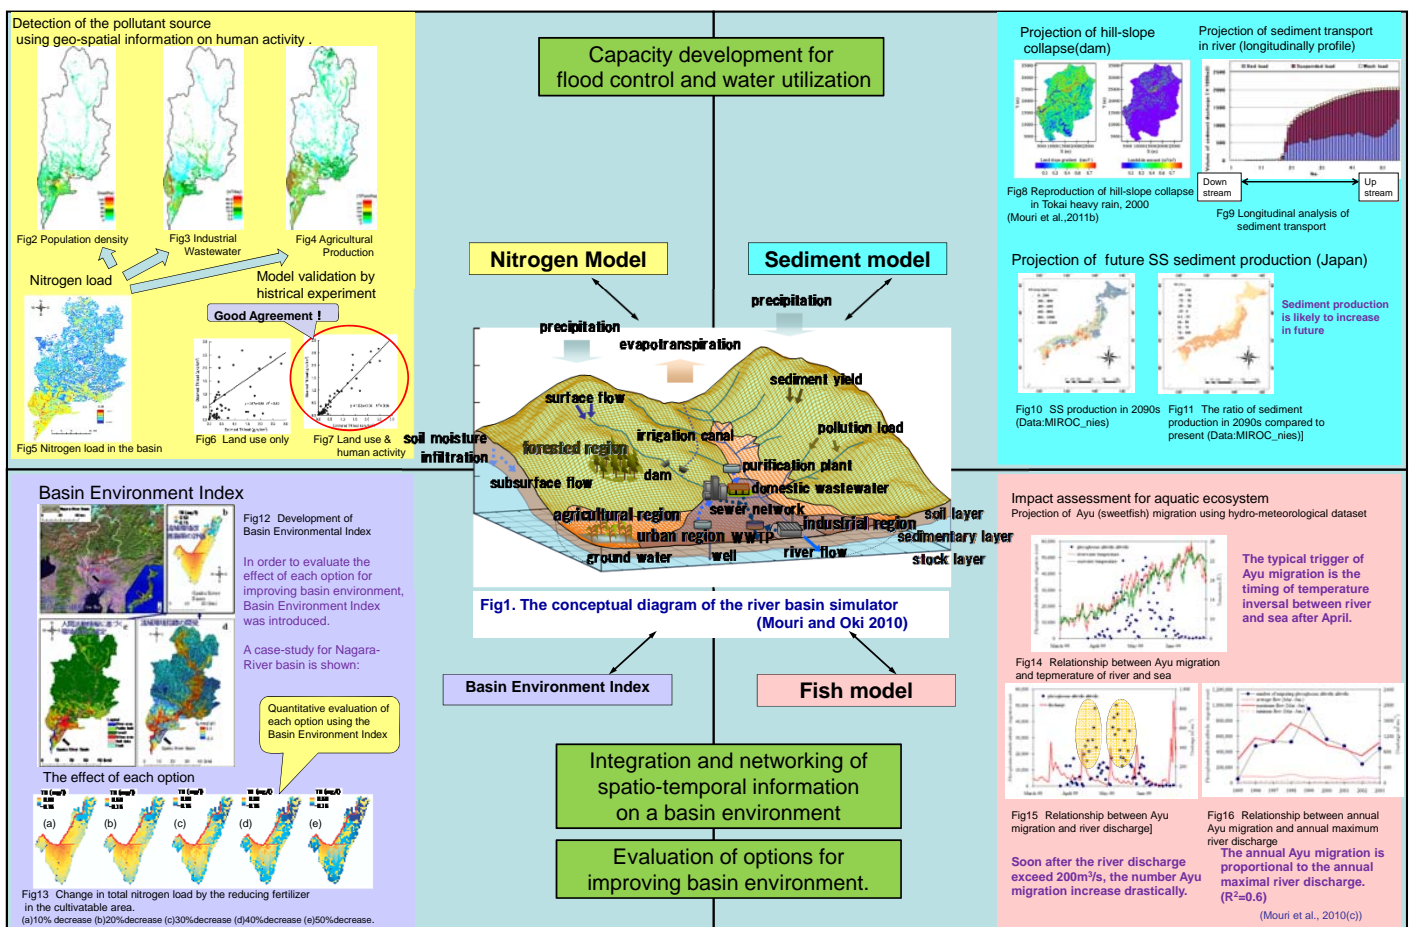 Detection of the pollutant source
using geo-spatial information on human activity .
Fig2 Population density
Fig3 Industrial
Wastewater
Fig4 Agricultural
Production
Nitrogen load
Model validation by
histrical experiment
Good Agreement !
Fig5 Nitrogen load in the basin
Fig6 Land use only
Fig7 Land use &
human activity
Capacity development for
flood control and water utilization
Nitrogen Model
Sediment model
precipitation
precipitation
evapotranspiration
sediment yield
surface flow
irrigation canal
pollution load
soil moisture
infiltration
forested region
dam
purification plant
subsurface flow
domestic wastewater
agricultural region
sewer network
industrial region
soil layer
urban region
WWTP
sedimentary layer
ground water
well
river flow
stock layer
Fig1. The conceptual diagram of the river basin simulator
(Mouri and Oki 2010)
Basin Environment Index
Fish model
Integration and networking of
spatio-temporal information
on a basin environment
Evaluation of options for
improving basin environment.
Projection of hill-slope
collapse(dam)
Projection of sediment transport
in river (longitudinally profile)
Fig8 Reproduction of hill-slope collapse
in Tokai heavy rain, 2000
(Mouri et al.,2011b)
Down
stream
Up
stream
Fig9 Longitudinal analysis of
sediment transport
Projection of future SS sediment production (Japan)
Sediment production
is likely to increase
in future
Fig10 SS production in 2090s
(Data:MIROC_nies)
Fig11 The ratio of sediment
production in 2090s compared to
present (Data:MIROC_nies)]
Basin Environment Index
Fig12 Development of
Basin Environmental Index
In order to evaluate the
effect of each option for
improving basin environment,
Basin Environment Index
was introduced.
A case-study for Nagara-
River basin is shown:
Quantitative evaluation of
each option using the
Basin Environment Index
The effect of each option
(a)
(b)
(c)
(d)
(e)
Fig13 Change in total nitrogen load by the reducing fertilizer
in the cultivatable area.
(a)10% decrease (b)20%decrease (c)30%decrease (d)40%decrease (e)50%decrease.
Impact assessment for aquatic ecosystem
Projection of Ayu (sweetfish) migration using hydro-meteorological dataset
The typical trigger of
Ayu migration is the
timing of temperature
inversal between river
and sea after April.
Fig14 Relationship between Ayu migration
and tepmerature of river and sea
Fig15 Relationship between Ayu
migration and river discharge]
Fig16 Relationship between annual
Ayu migration and annual maximum
river discharge
Soon after the river discharge
exceed 200m³/s, the number Ayu
migration increase drastically.
The annual Ayu migration is
proportional to the annual
maximal river discharge.
(R²=0.6)
(Mouri et al., 2010(c))